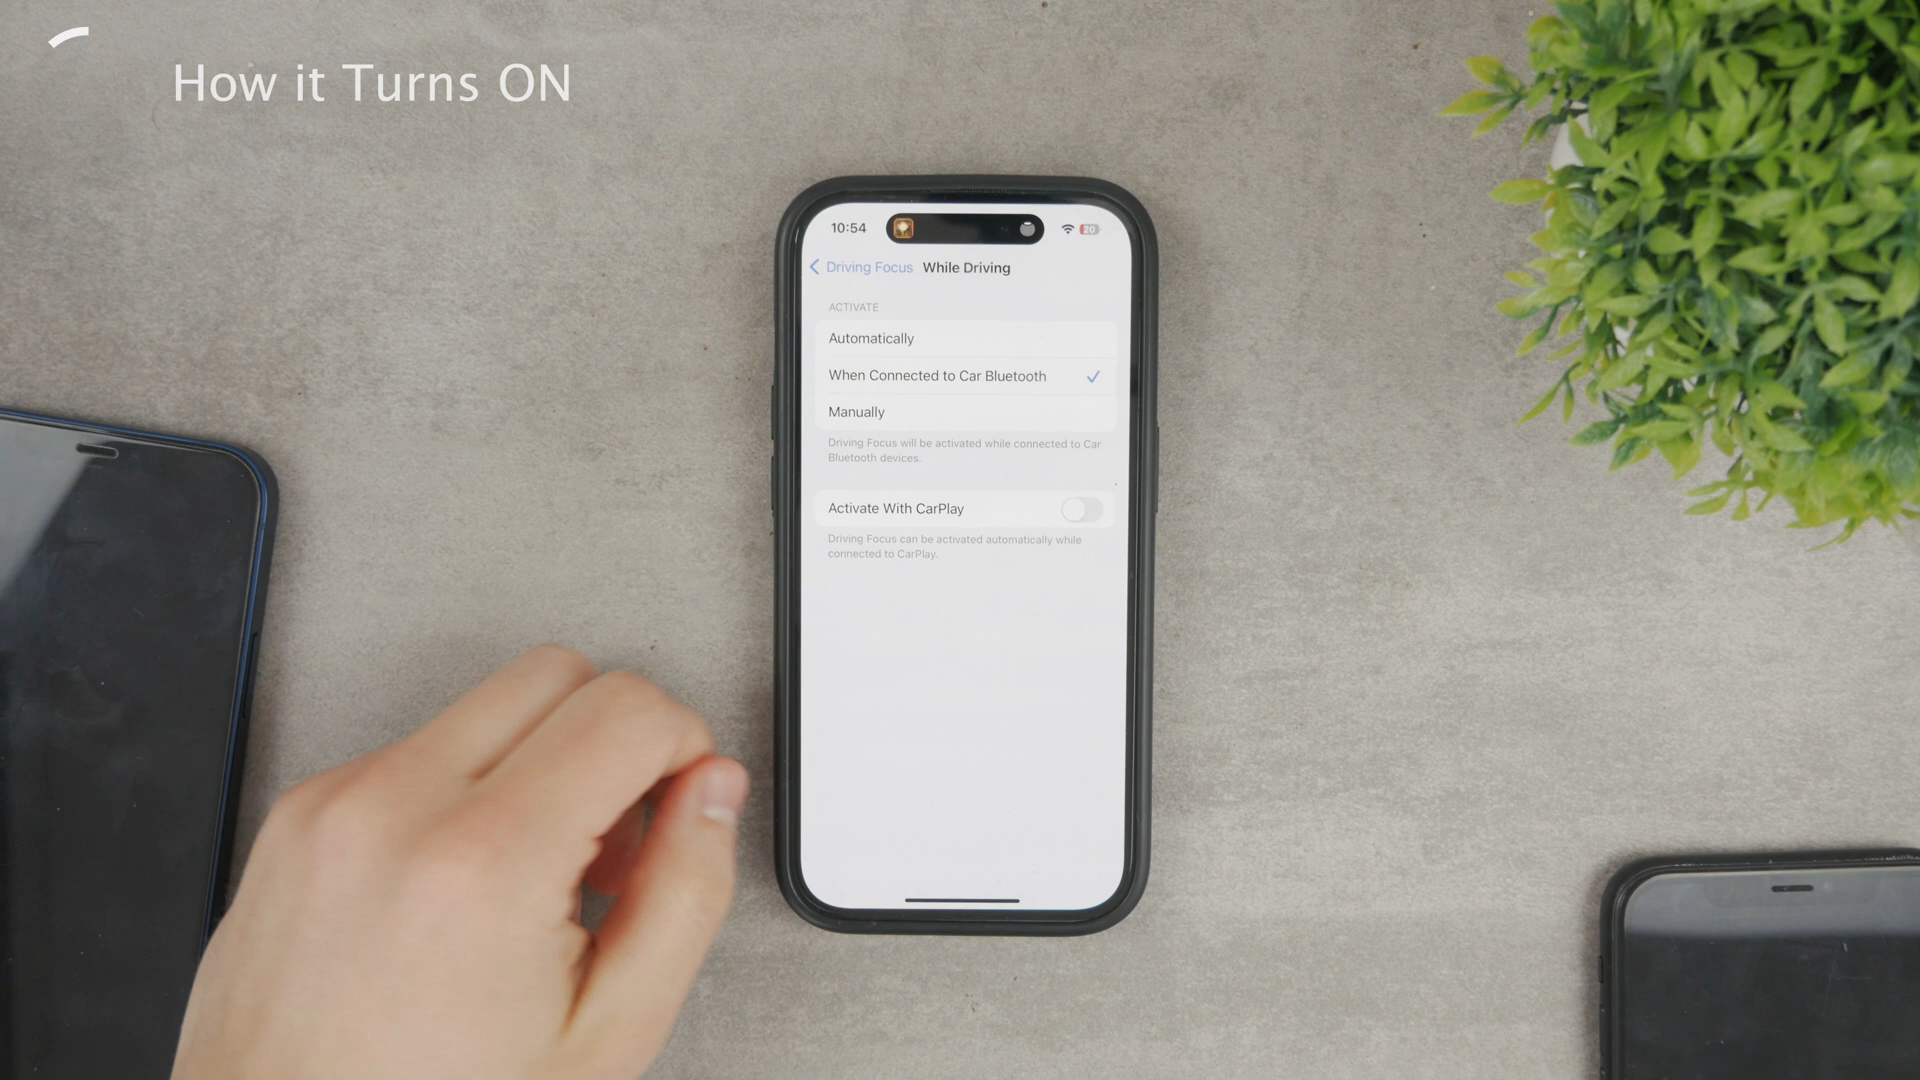 How it Turns ON
10:54
20
Driving Focus While Driving
ACTIVATE
Automatically
When Connected to Car Bluetooth
Manually
Driving Focus will be activated while connected to Car
Bluetooth devices.
Activate With CarPlay
Driving Focus can be activated automatically while
connected to CarPlay.